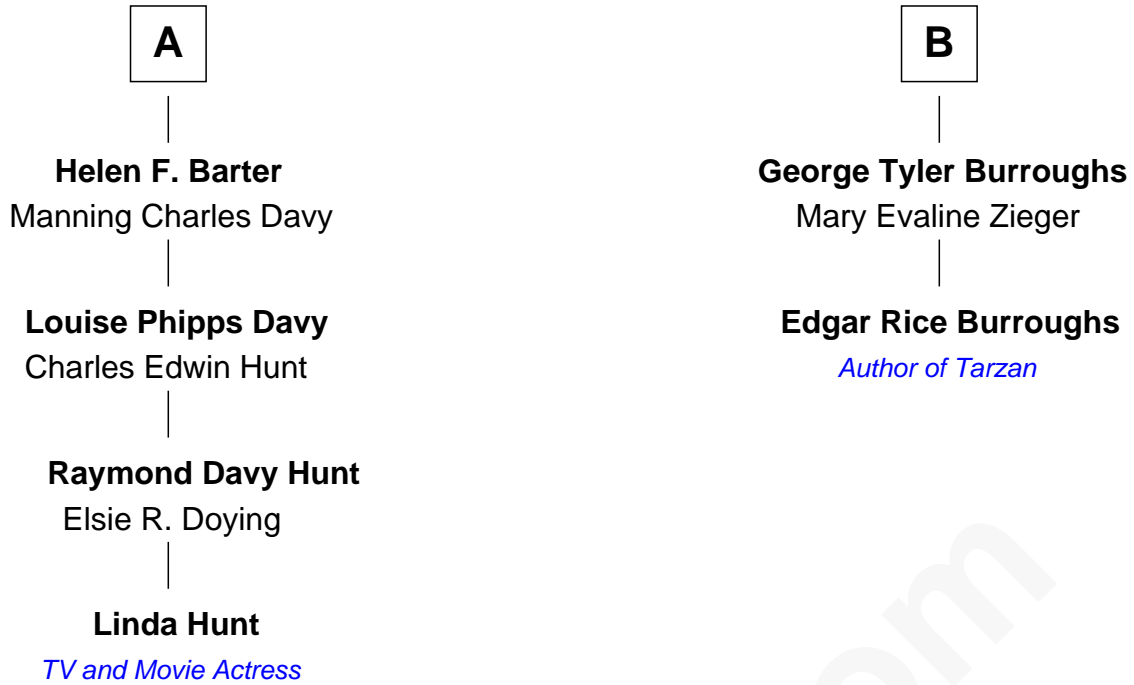 A
Helen F. Barter
Manning Charles Davy
Louise Phipps Davy
Charles Edwin Hunt
Raymond Davy Hunt
Elsie R. Doying
Linda Hunt
TV and Movie Actress
B
George Tyler Burroughs
Mary Evaline Zieger
Edgar Rice Burroughs
Author of Tarzan
om